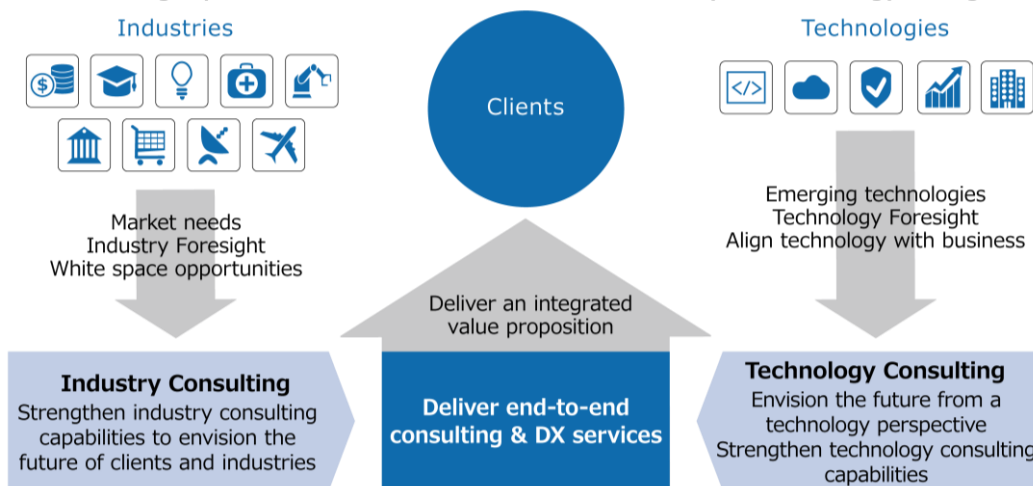 Industries
Technologies
$
</>
Clients
Market needs
Industry Foresight
White space opportunities
Emerging technologies
Technology Foresight
Align technology with business
Deliver an integrated
value proposition
Industry Consulting
Strengthen industry consulting
capabilities to envision the
future of clients and industries
Deliver end-to-end
consulting & DX services
Technology Consulting
Envision the future from a
technology perspective
Strengthen technology consulting
capabilities